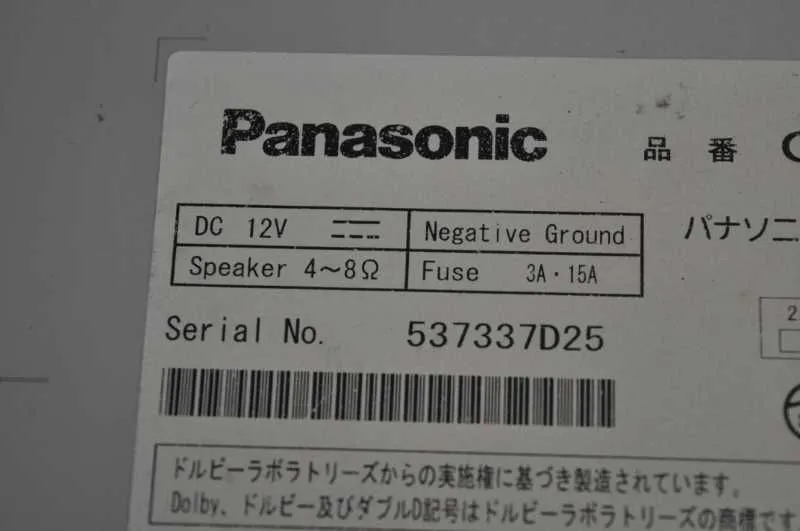 Panasonic 品 番
DC 12V Negative Ground
Speaker 4～8Ω Fuse 3A・15A
パナソニ
2
Serial No. 537337D25
ドルビーラボラトリーズからの実施権に基づき製造されています。
Dolby、ドルビー及びダブルD記号はドルビーラボラトリーズの商標です